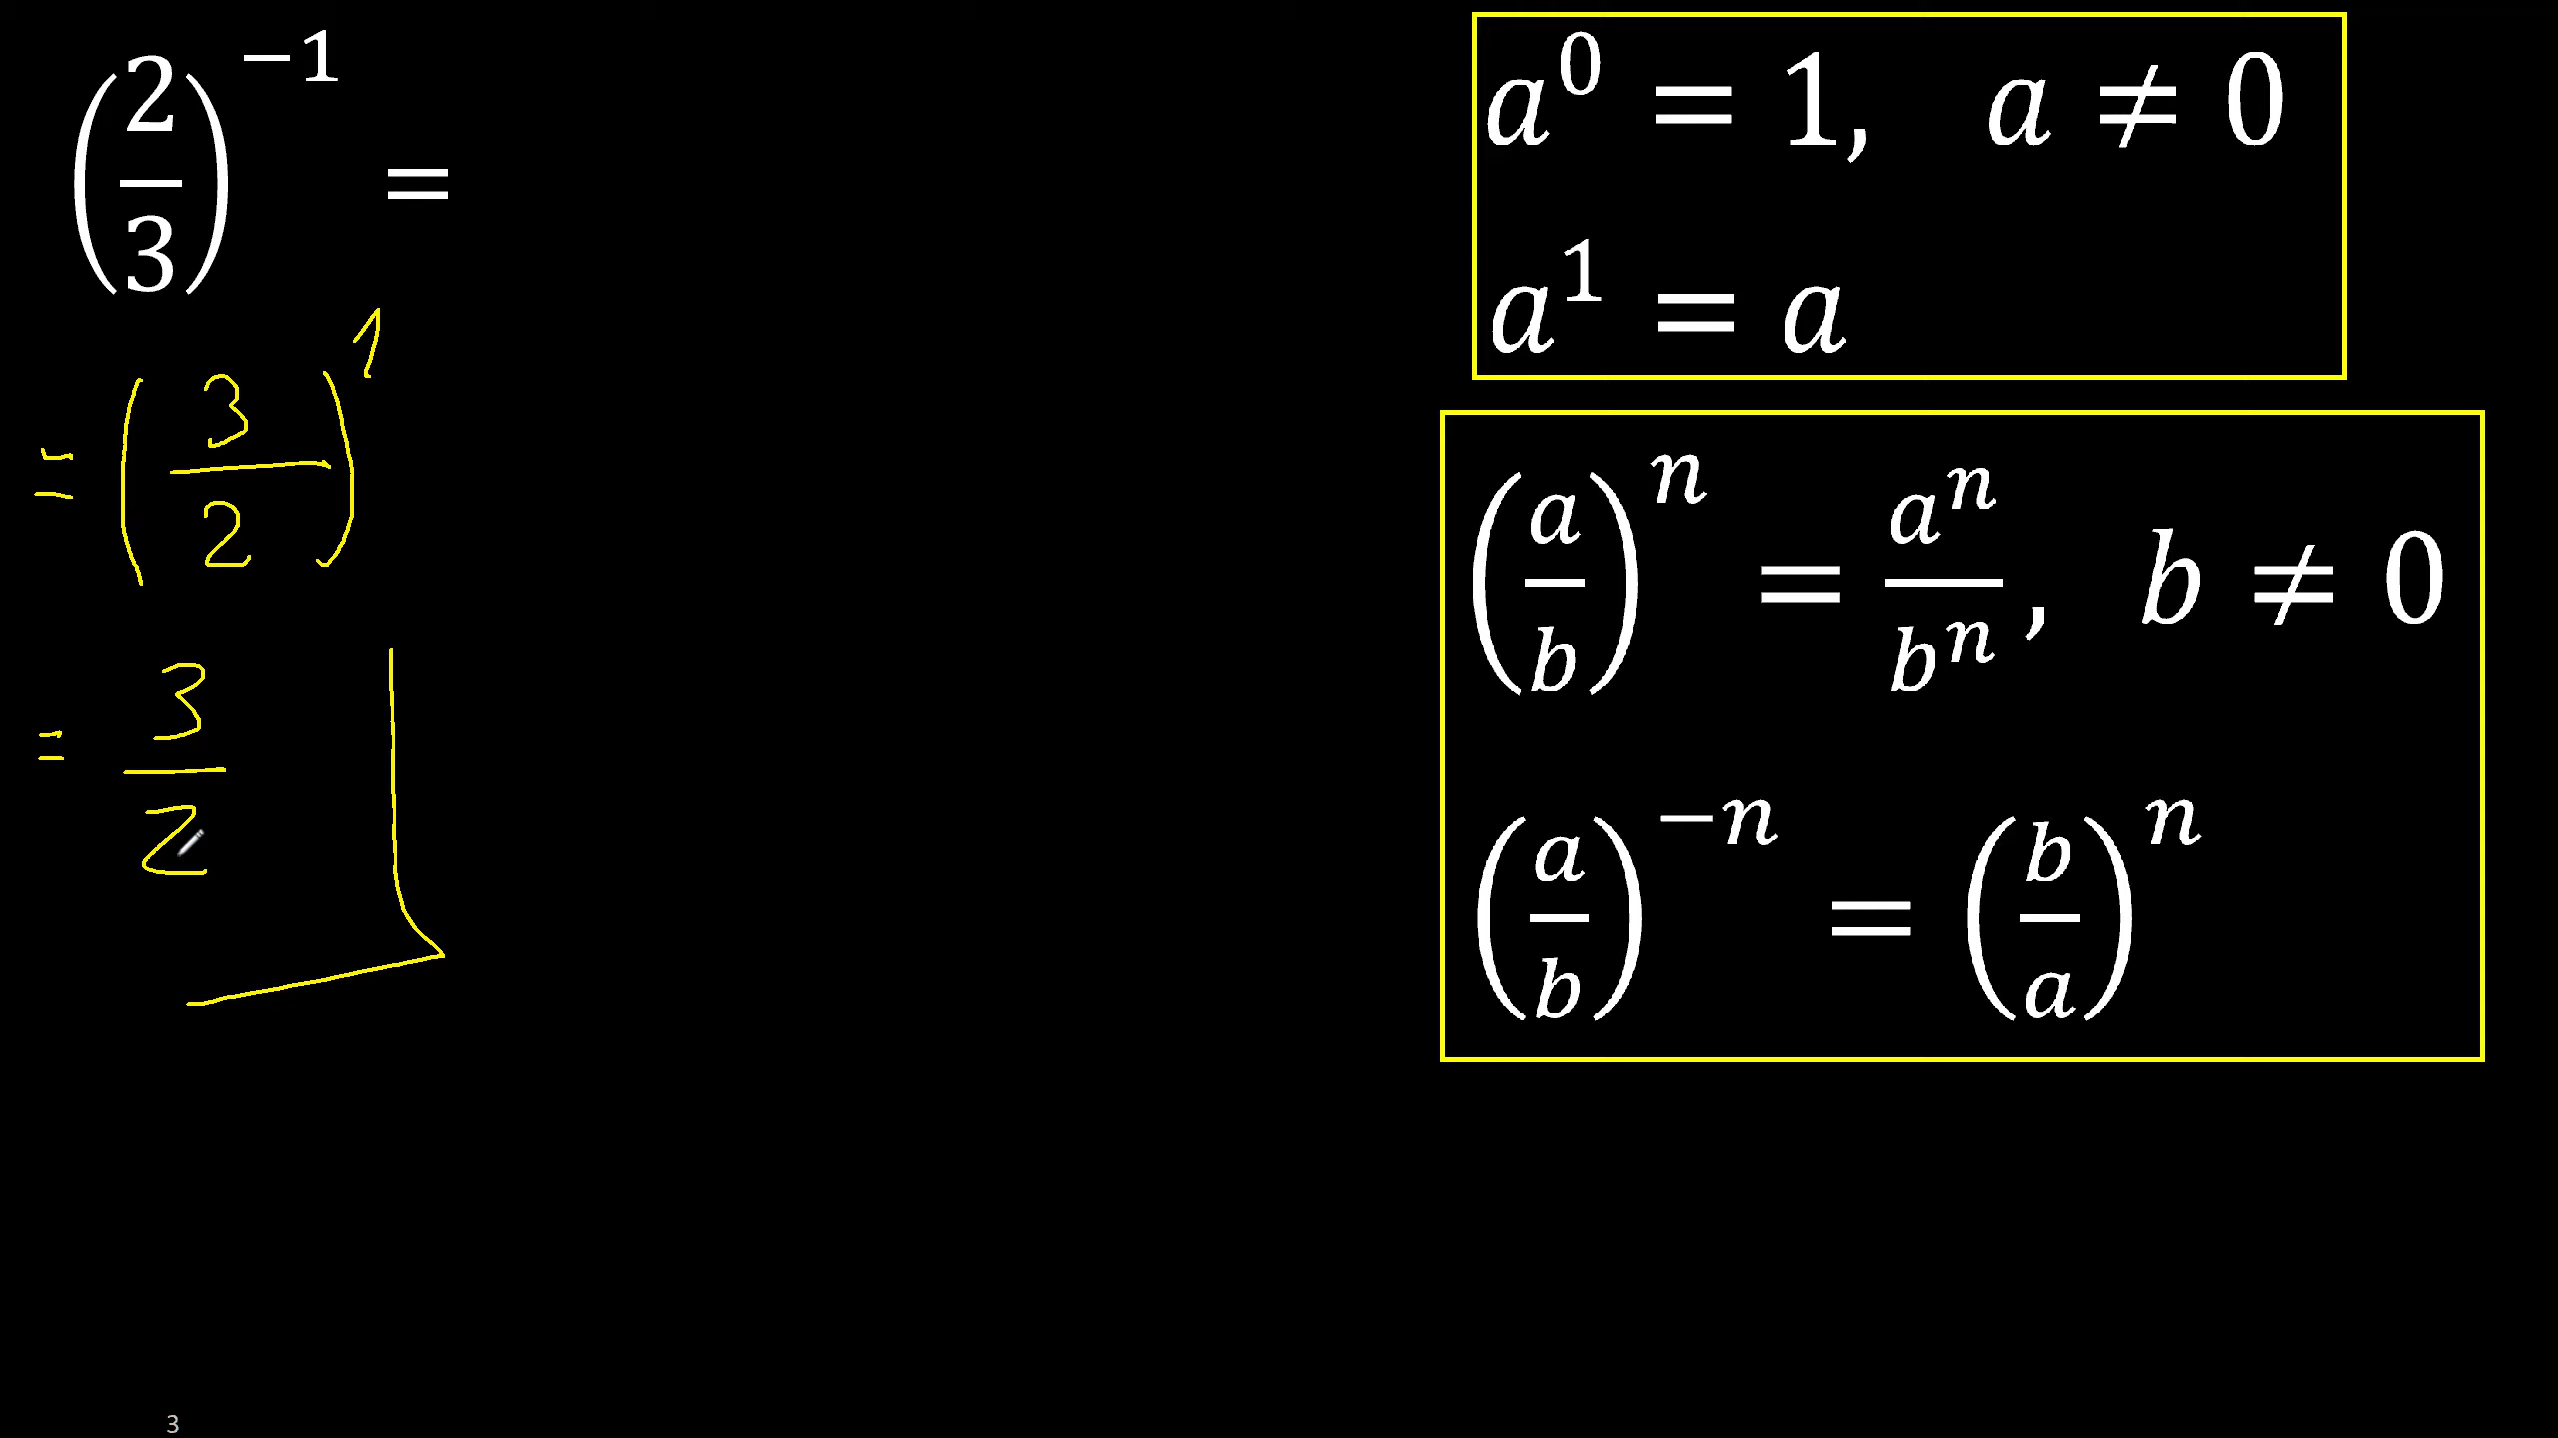 (2/3)^−1 =
= (3/2)^1
= 3/2
a^0 = 1, a ≠ 0
a^1 = a
(a/b)^n = a^n/b^n, b ≠ 0
(a/b)^−n = (b/a)^n
3